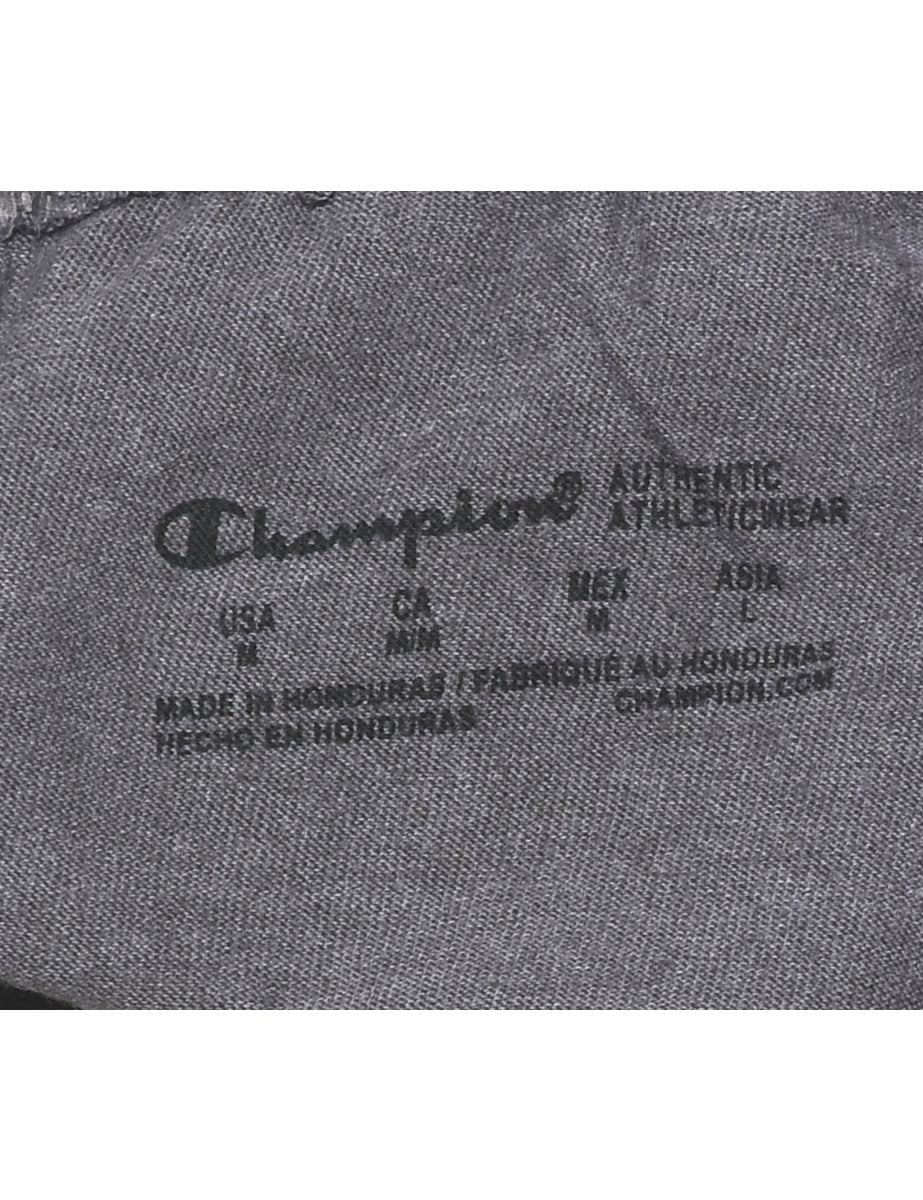 Champion® AUTHENTIC
ATHLETICWEAR
USA CA MEX ASIA
M M/M M L
MADE IN HONDURAS / FABRIQUÉ AU HONDURAS
HECHO EN HONDURAS CHAMPION.COM